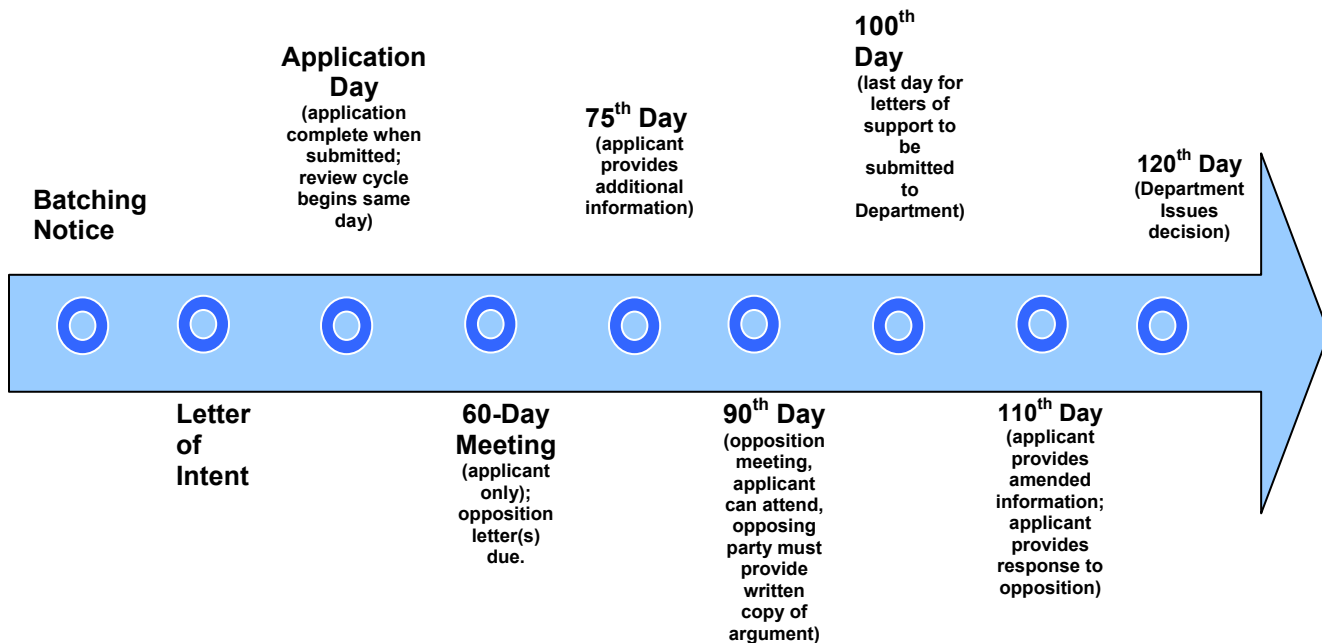 Batching
Notice
Letter
of
Intent
Application
Day
(application
complete when
submitted;
review cycle
begins same
day)
60-Day
Meeting
(applicant
only);
opposition
letter(s)
due.
75th Day
(applicant
provides
additional
information)
90th Day
(opposition
meeting,
applicant
can attend,
opposing
party must
provide
written
copy of
argument)
100th
Day
(last day for
letters of
support to
be
submitted
to
Department)
110th Day
(applicant
provides
amended
information;
applicant
provides
response to
opposition)
120th Day
(Department
Issues
decision)